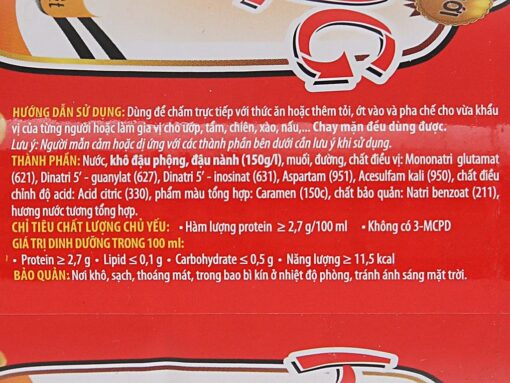 HƯỚNG DẪN SỬ DỤNG: Dùng để chấm trực tiếp với thức ăn hoặc thêm tỏi, ớt vào và pha chế cho vừa khẩu
vị của từng người hoặc làm gia vị cho ướp, tẩm, chiên, xào, nấu,... Chay mặn đều dùng được.
Lưu ý: Người mẫn cảm hoặc dị ứng với các thành phần bên dưới cần lưu ý khi sử dụng.
THÀNH PHẦN: Nước, khô đậu phộng, đậu nành (150g/l), muối, đường, chất điều vị: Mononatri glutamat
(621), Dinatri 5' - guanylat (627), Dinatri 5' - inosinat (631), Aspartam (951), Acesulfam kali (950), chất điều
chỉnh độ acid: Acid citric (330), phẩm màu tổng hợp: Caramen (150c), chất bảo quản: Natri benzoat (211),
hương nước tương tổng hợp.
CHỈ TIÊU CHẤT LƯỢNG CHỦ YẾU: • Hàm lượng protein ≥ 2,7 g/100 ml • Không có 3-MCPD
GIÁ TRỊ DINH DƯỠNG TRONG 100 ml:
• Protein ≥ 2,7 g • Lipid ≤ 0,1 g • Carbohydrate ≤ 0,5 g • Năng lượng ≥ 11,5 kcal
BẢO QUẢN: Nơi khô, sạch, thoáng mát, trong bao bì kín ở nhiệt độ phòng, tránh ánh sáng mặt trời.